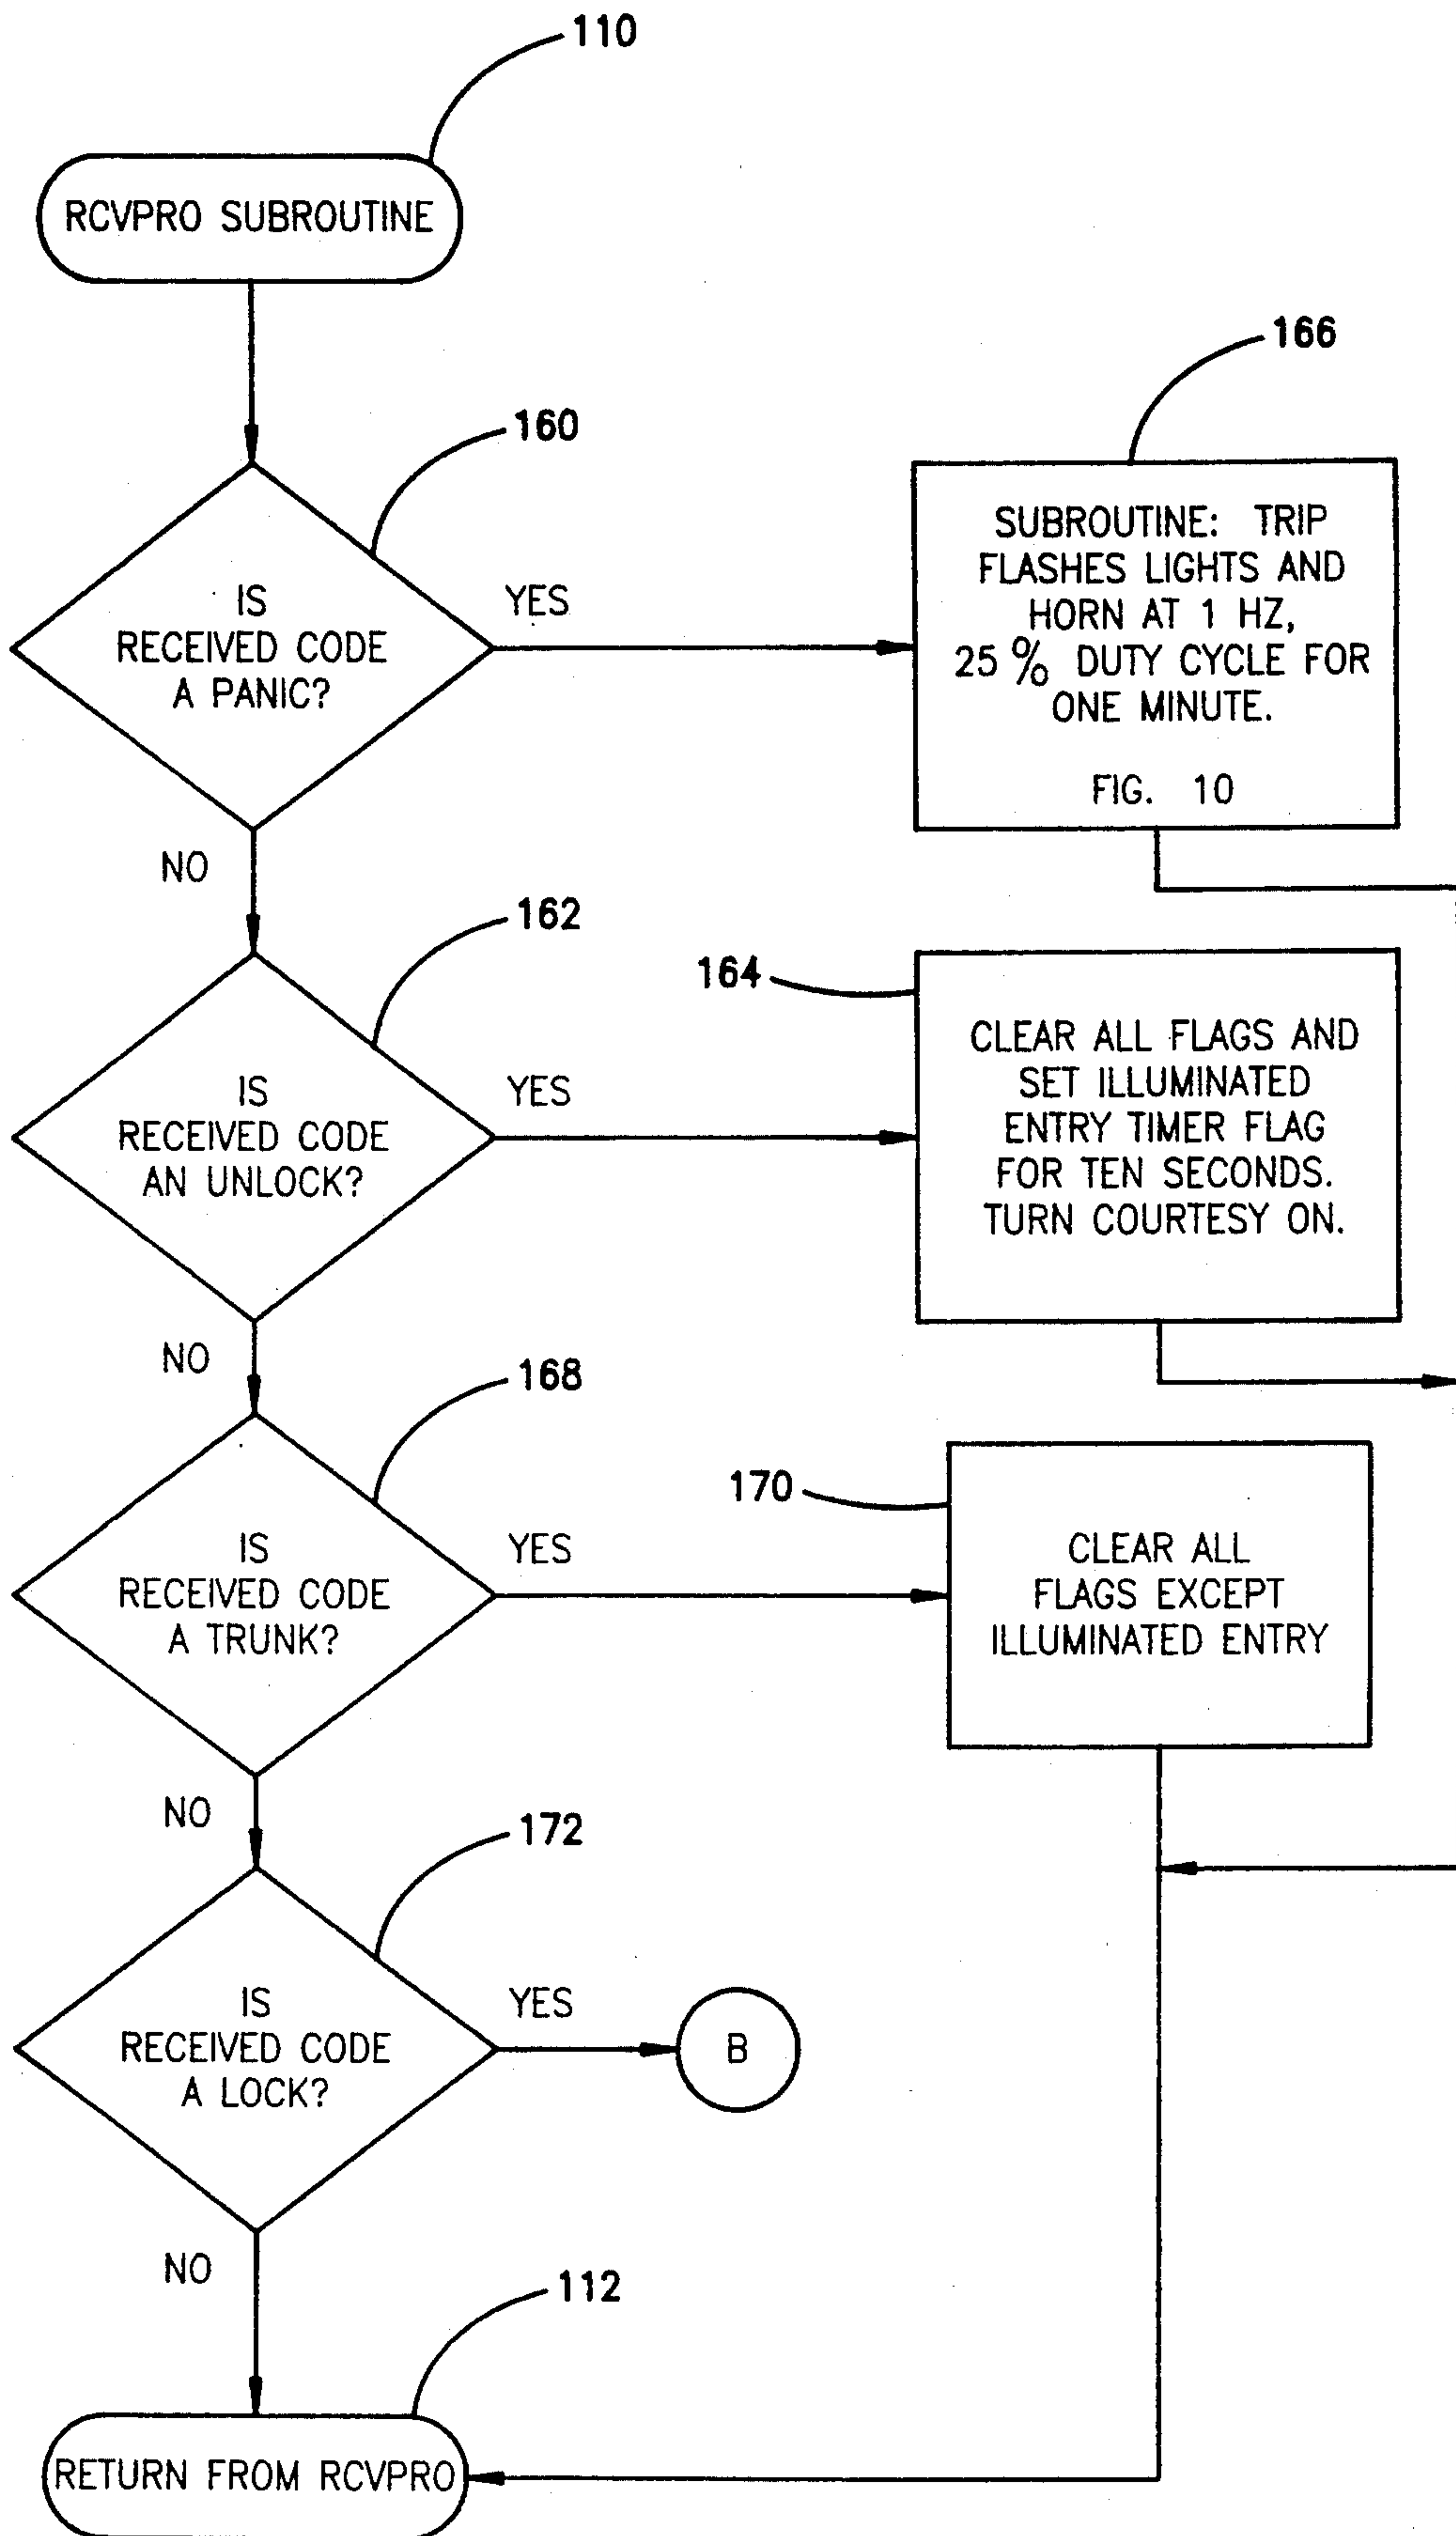 110
RCVPRO SUBROUTINE
160
IS
RECEIVED CODE
A PANIC?
YES
NO
166
SUBROUTINE: TRIP
FLASHES LIGHTS AND
HORN AT 1 HZ,
25 % DUTY CYCLE FOR
ONE MINUTE.
FIG. 10
162
IS
RECEIVED CODE
AN UNLOCK?
YES
NO
164
CLEAR ALL FLAGS AND
SET ILLUMINATED
ENTRY TIMER FLAG
FOR TEN SECONDS.
TURN COURTESY ON.
168
IS
RECEIVED CODE
A TRUNK?
YES
NO
170
CLEAR ALL
FLAGS EXCEPT
ILLUMINATED ENTRY
172
IS
RECEIVED CODE
A LOCK?
YES
B
NO
112
RETURN FROM RCVPRO